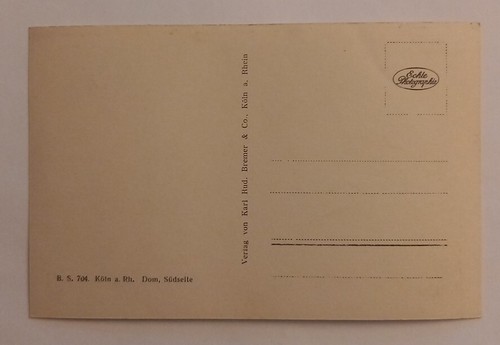 B. S. 704. Köln a. Rh. Dom, Südseite
Verlag von Karl Rud. Bremer & Co., Köln a. Rhein
Echte
Photographie